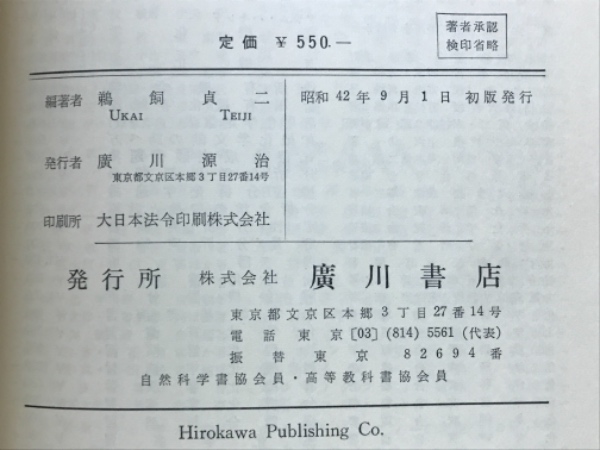 著者承認
検印省略
定価 ¥ 550.—
編著者 鵜飼貞二
UKAI TEIJI
昭和 42 年 9 月 1 日 初版発行
発行者 廣川源治
東京都文京区本郷3丁目27番14号
印刷所 大日本法令印刷株式会社
発行所 株式会社 廣川書店
東京都文京区本郷3丁目27番14号
電話 東京 [03] (814) 5561 (代表)
振替東京 82694番
自然科学書協会員・高等教科書協会員
Hirokawa Publishing Co.